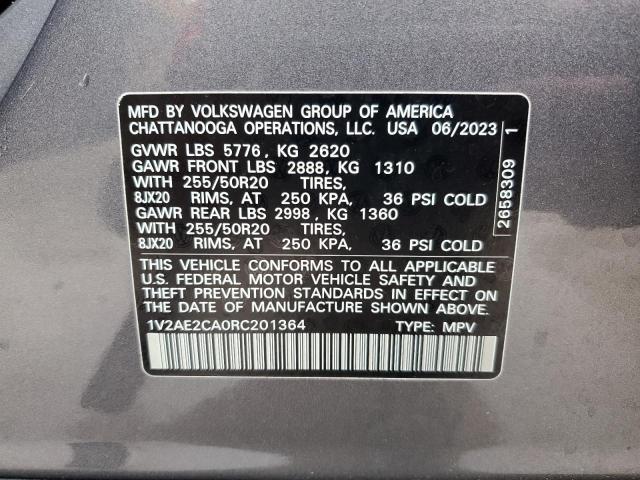 MFD BY VOLKSWAGEN GROUP OF AMERICA
CHATTANOOGA OPERATIONS, LLC. USA 06/2023
GVWR LBS 5776, KG 2620
GAWR FRONT LBS 2888, KG 1310
WITH 255/50R20 TIRES,
8JX20 RIMS, AT 250 KPA, 36 PSI COLD
GAWR REAR LBS 2998, KG 1360
WITH 255/50R20 TIRES,
8JX20 RIMS, AT 250 KPA, 36 PSI COLD
THIS VEHICLE CONFORMS TO ALL APPLICABLE
U.S. FEDERAL MOTOR VEHICLE SAFETY AND
THEFT PREVENTION STANDARDS IN EFFECT ON
THE DATE OF MANUFACTURE SHOWN ABOVE.
1V2AE2CA0RC201364 TYPE: MPV
2658309 1